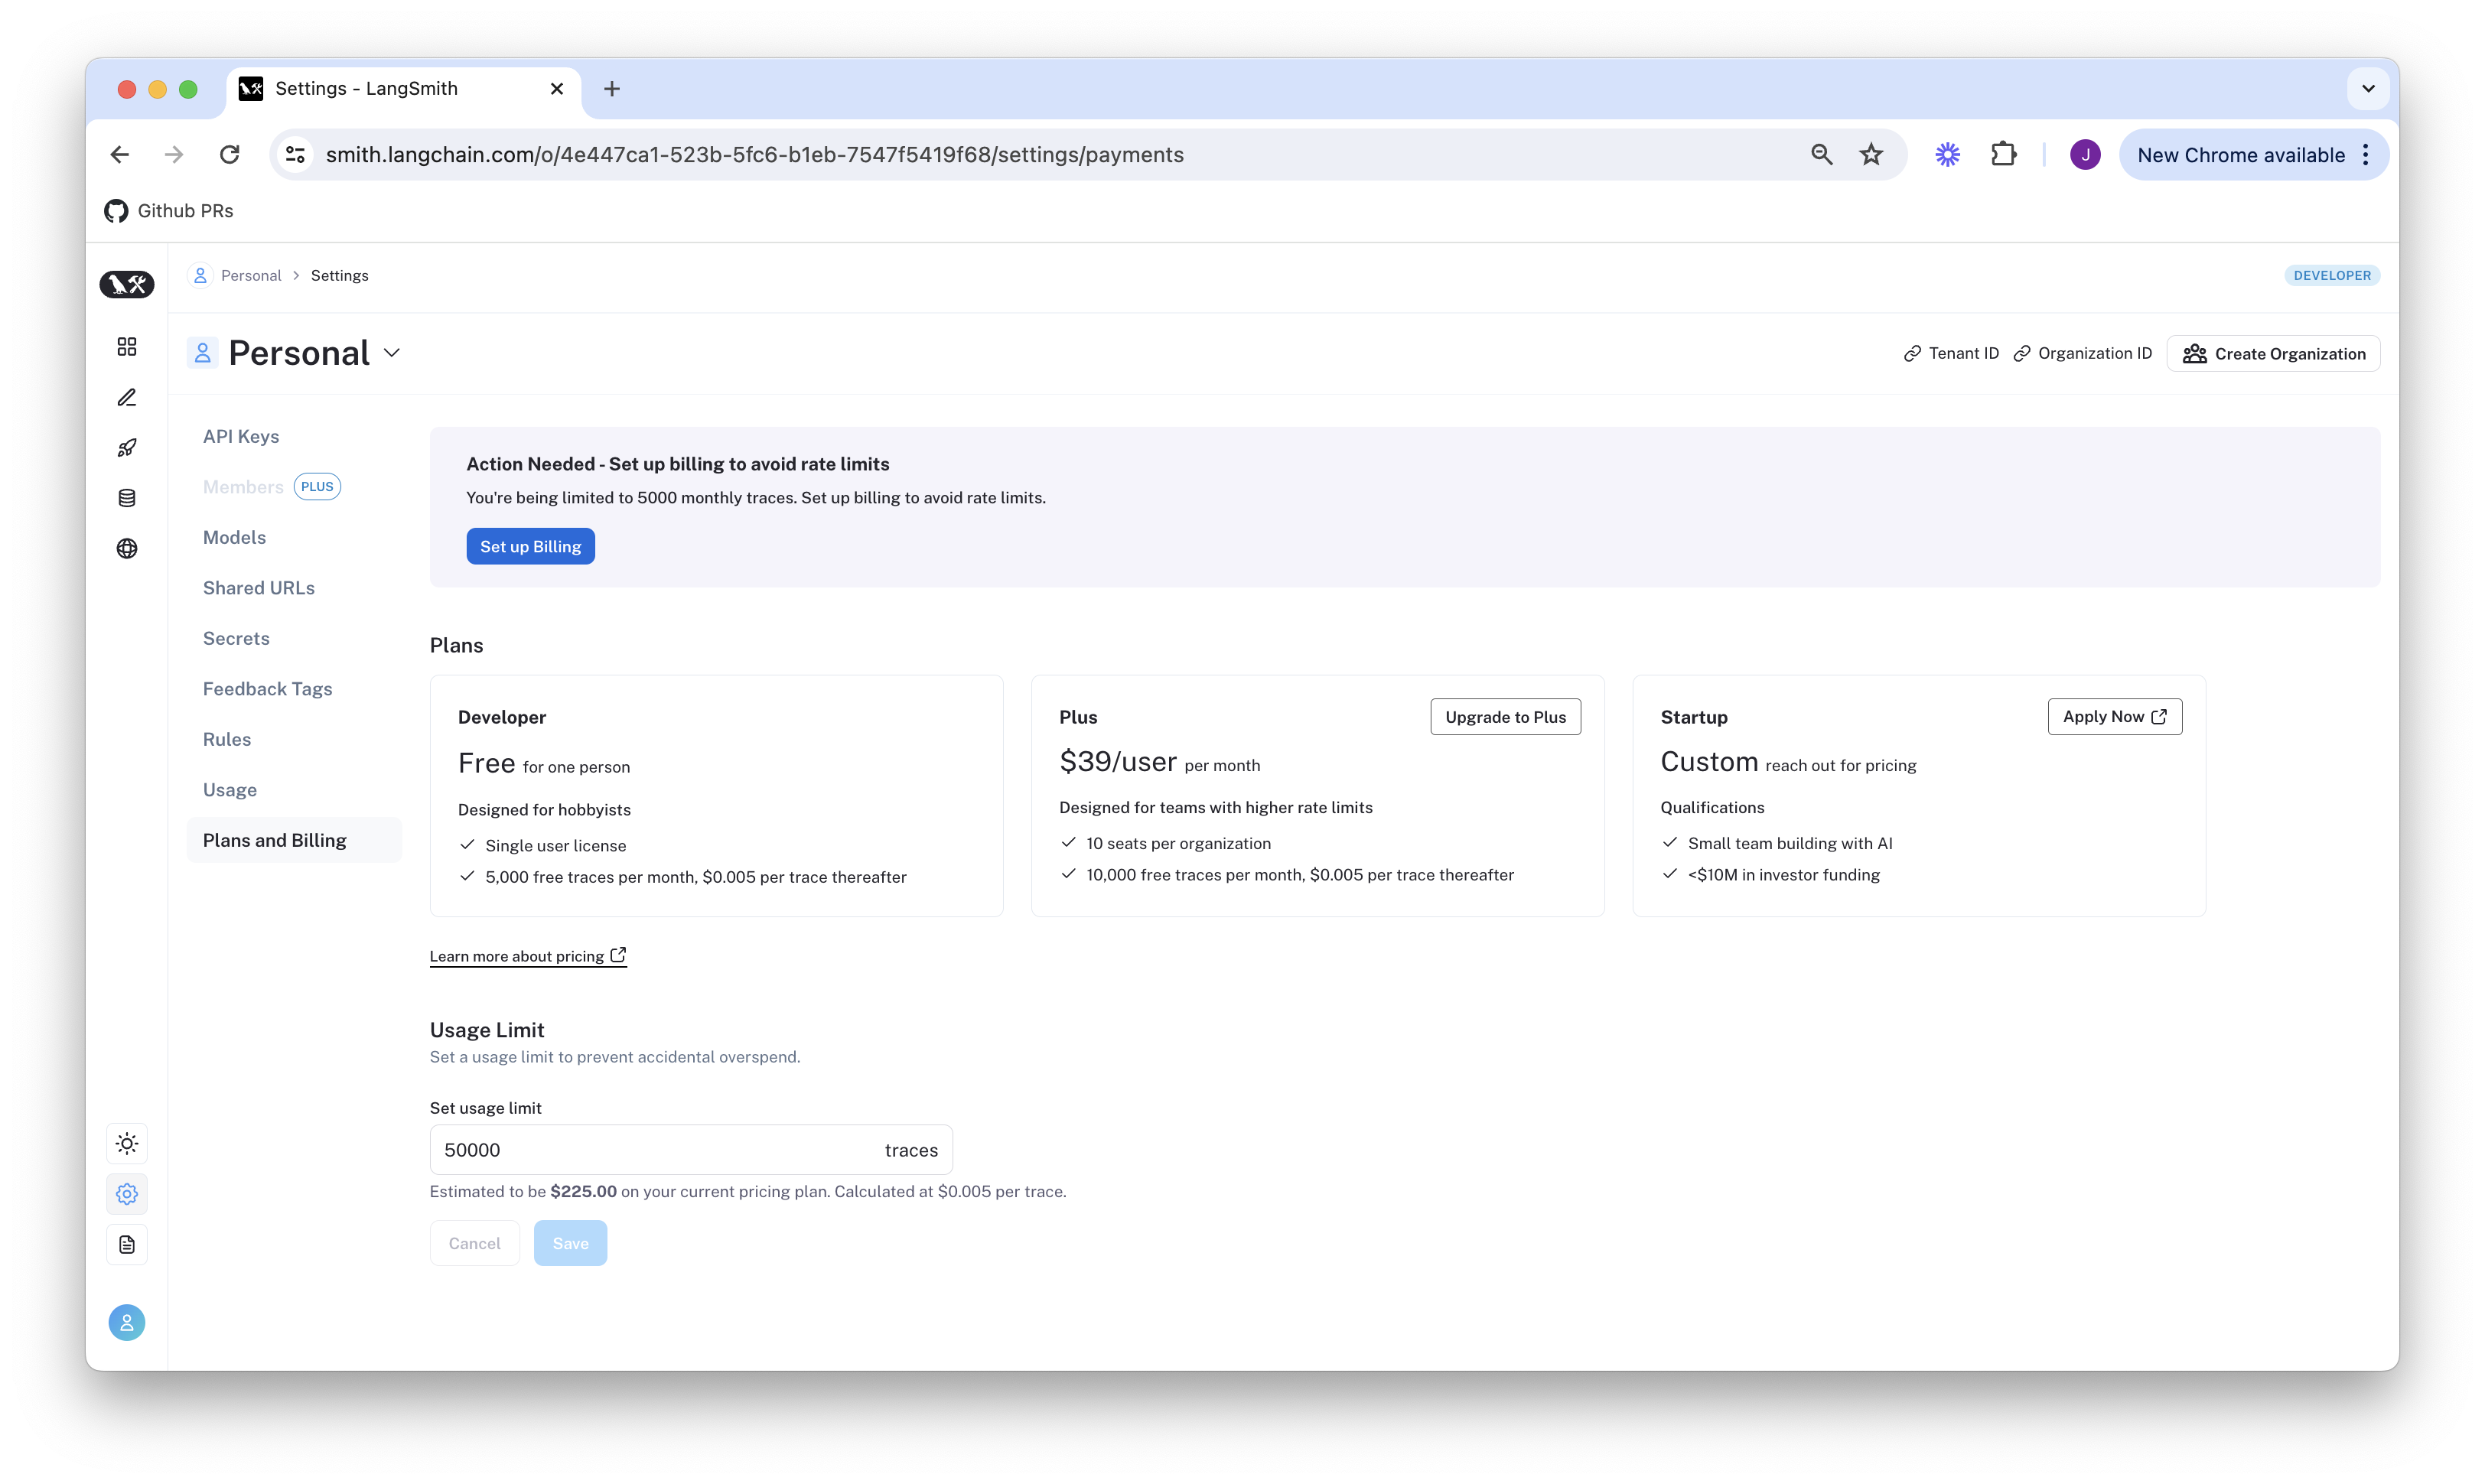 Settings - LangSmith
smith.langchain.com/o/4e447ca1-523b-5fc6-b1eb-7547f5419f68/settings/payments
J
New Chrome available
Github PRs
Personal > Settings
DEVELOPER
Personal
Tenant ID
Organization ID
Create Organization
API Keys
Members PLUS
Models
Shared URLs
Secrets
Feedback Tags
Rules
Usage
Plans and Billing
Action Needed - Set up billing to avoid rate limits
You're being limited to 5000 monthly traces. Set up billing to avoid rate limits.
Set up Billing
Plans
Developer
Free for one person
Designed for hobbyists
Single user license
5,000 free traces per month, $0.005 per trace thereafter
Plus
Upgrade to Plus
$39/user per month
Designed for teams with higher rate limits
10 seats per organization
10,000 free traces per month, $0.005 per trace thereafter
Startup
Apply Now
Custom reach out for pricing
Qualifications
Small team building with AI
<$10M in investor funding
Learn more about pricing
Usage Limit
Set a usage limit to prevent accidental overspend.
Set usage limit
50000 traces
Estimated to be $225.00 on your current pricing plan. Calculated at $0.005 per trace.
Cancel
Save